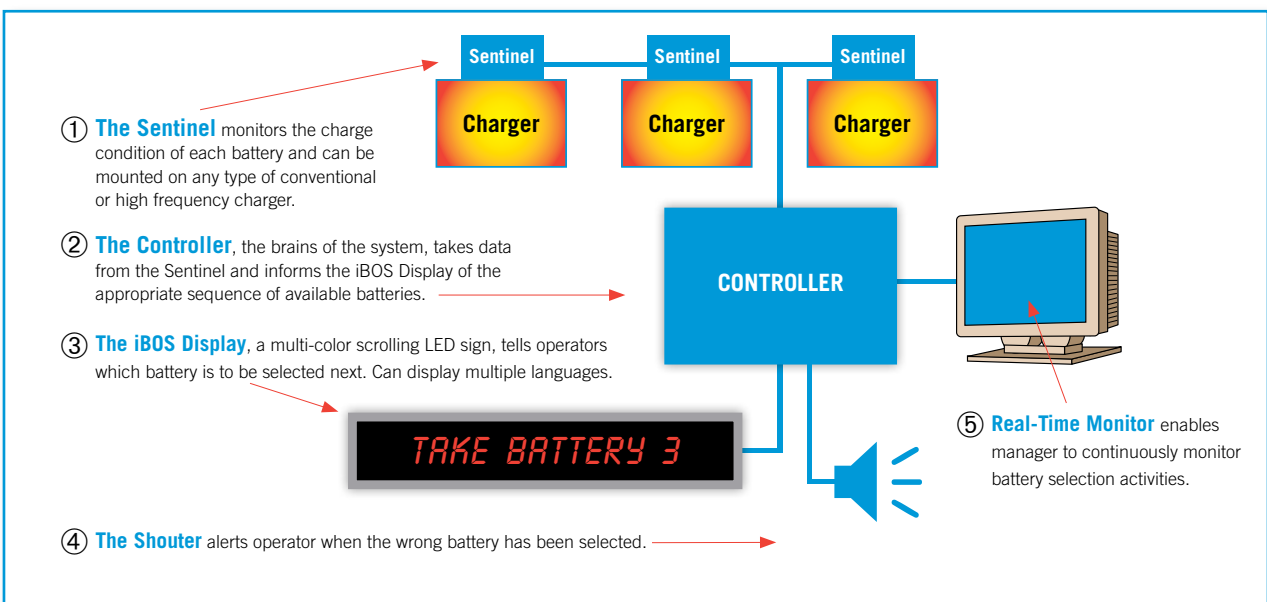 Sentinel Sentinel Sentinel
Charger Charger Charger
① The Sentinel monitors the charge
condition of each battery and can be
mounted on any type of conventional
or high frequency charger.
② The Controller, the brains of the system, takes data
from the Sentinel and informs the iBOS Display of the
appropriate sequence of available batteries.
CONTROLLER
③ The iBOS Display, a multi-color scrolling LED sign, tells operators
which battery is to be selected next. Can display multiple languages.
TAKE BATTERY 3
④ The Shouter alerts operator when the wrong battery has been selected.
⑤ Real-Time Monitor enables
manager to continuously monitor
battery selection activities.